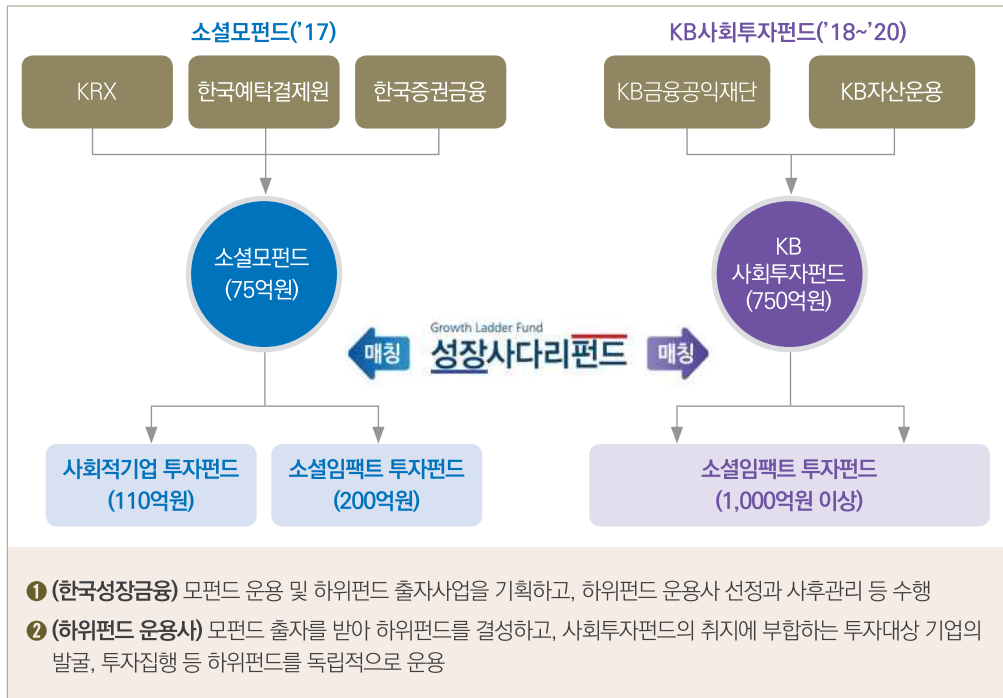 소셜모펀드(’17)
KRX
한국예탁결제원
한국증권금융
소셜모펀드
(75억원)
사회적기업 투자펀드
(110억원)
소셜임팩트 투자펀드
(200억원)
매칭
Growth Ladder Fund
성장사다리펀드
매칭
KB사회투자펀드(’18~’20)
KB금융공익재단
KB자산운용
KB
사회투자펀드
(750억원)
소셜임팩트 투자펀드
(1,000억원 이상)
❶ (한국성장금융) 모펀드 운용 및 하위펀드 출자사업을 기획하고, 하위펀드 운용사 선정과 사후관리 등 수행
❷ (하위펀드 운용사) 모펀드 출자를 받아 하위펀드를 결성하고, 사회투자펀드의 취지에 부합하는 투자대상 기업의
발굴, 투자집행 등 하위펀드를 독립적으로 운용